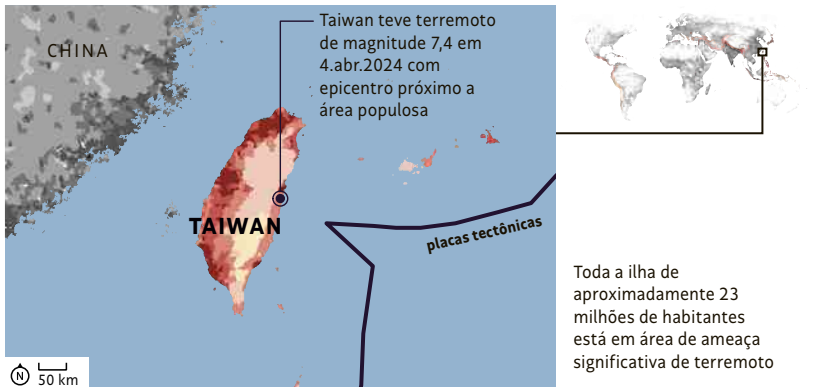 CHINA
Taiwan teve terremoto
de magnitude 7,4 em
4.abr.2024 com
epicentro próximo a
área populosa
TAIWAN
placas tectônicas
Toda a ilha de
aproximadamente 23
milhões de habitantes
está em área de ameaça
significativa de terremoto
N
50 km